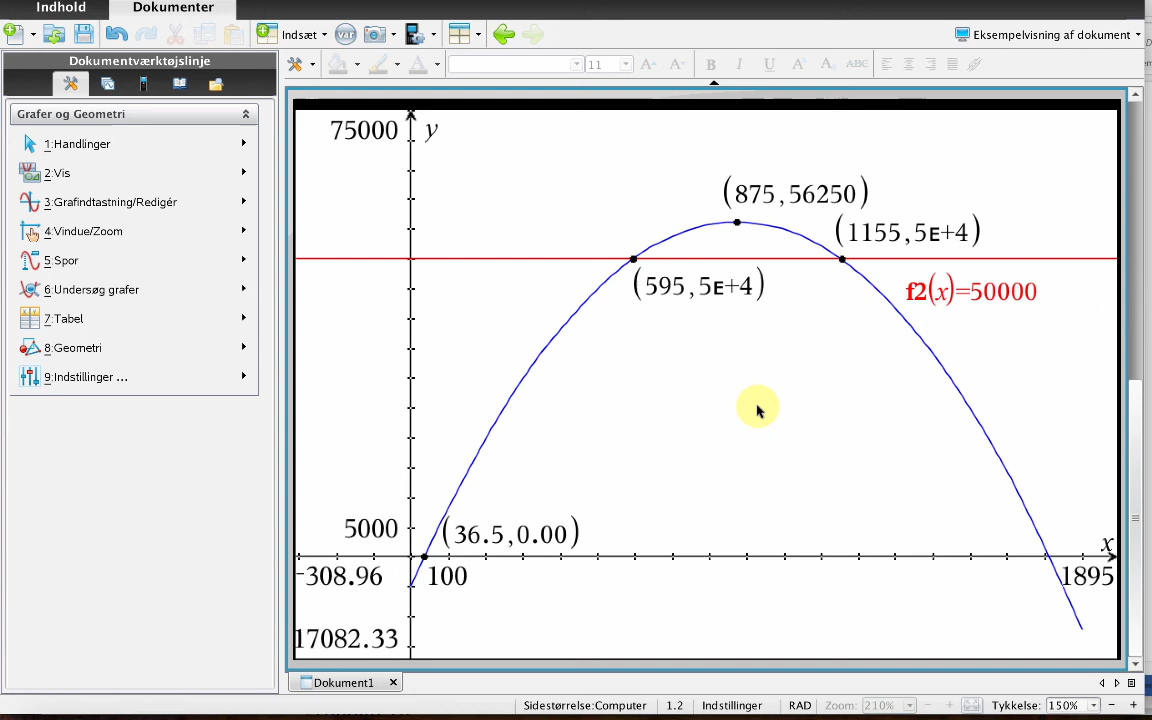 Indhold Dokumenter
Indsæt var Eksempelvisning af dokument
Dokumentværktøjslinje
11 A A B I U A A ABC
Grafer og Geometri
1:Handlinger
2:Vis
3:Grafindtastning/Redigér
4:Vindue/Zoom
5:Spor
6:Undersøg grafer
7:Tabel
8:Geometri
9:Indstillinger ...
75000 y
(875,56250)
(1155,5E+4)
(595,5E+4)
f2(x)=50000
5000
(36.5,0.00)
x
-308.96 100 1895
17082.33
Dokument1
Sidestørrelse:Computer 1.2 Indstillinger RAD Zoom: 210% Tykkelse: 150%